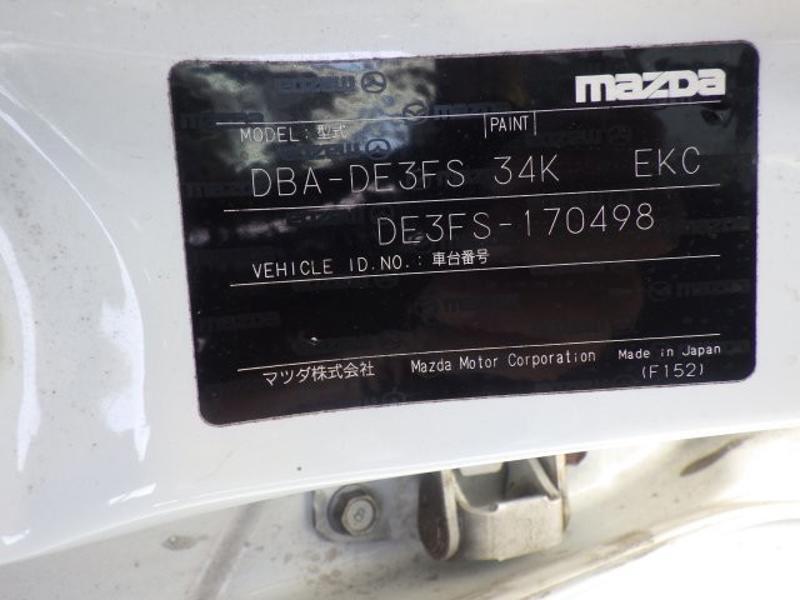 mazda
MODEL : 型式 |PAINT|
DBA-DE3FS 34K EKC
DE3FS-170498
VEHICLE ID.NO. : 車台番号
マツダ株式会社 Mazda Motor Corporation Made in Japan
(F152)